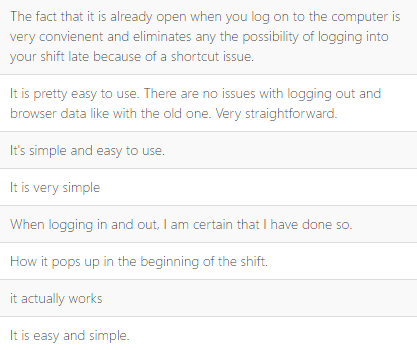 The fact that it is already open when you log on to the computer is
very convienent and eliminates any the possibility of logging into
your shift late because of a shortcut issue.
It is pretty easy to use. There are no issues with logging out and
browser data like with the old one. Very straightforward.
It's simple and easy to use.
It is very simple
When logging in and out, I am certain that I have done so.
How it pops up in the beginning of the shift.
it actually works
It is easy and simple.